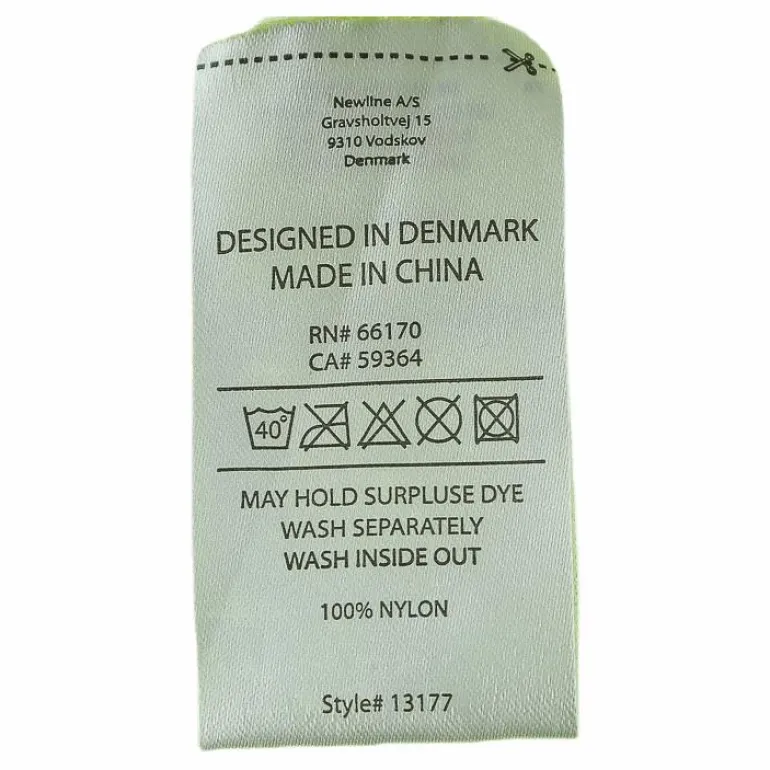 Newline A/S
Gravsholtvej 15
9310 Vodskov
Denmark
DESIGNED IN DENMARK
MADE IN CHINA
RN# 66170
CA# 59364
40°
MAY HOLD SURPLUSE DYE
WASH SEPARATELY
WASH INSIDE OUT
100% NYLON
Style# 13177